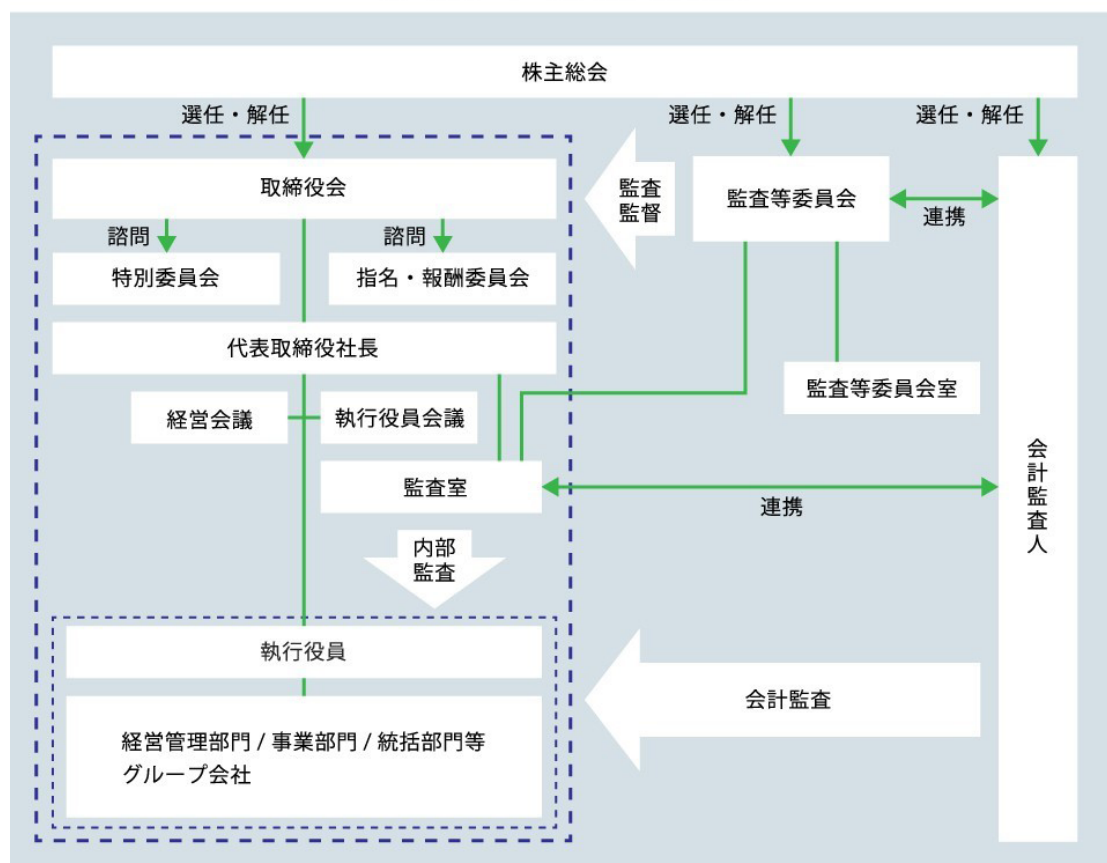 株主総会
選任・解任
選任・解任
選任・解任
取締役会
監査
監督
監査等委員会
連携
諮問
諮問
特別委員会
指名・報酬委員会
代表取締役社長
監査等委員会室
経営会議
執行役員会議
監査室
連携
会計監査人
内部
監査
執行役員
会計監査
経営管理部門 / 事業部門 / 統括部門等
グループ会社